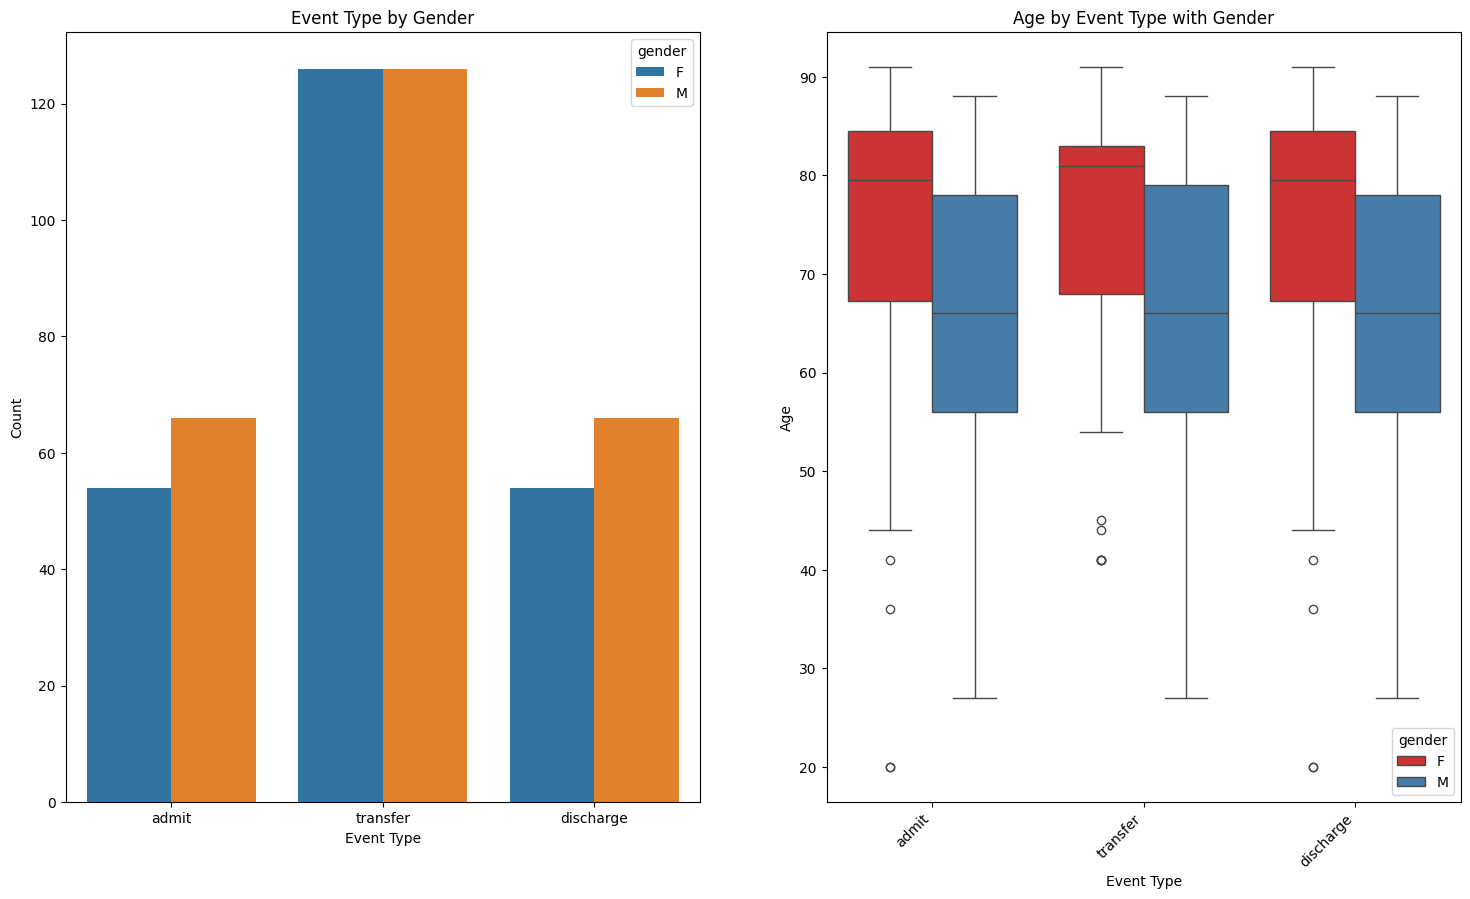 Event Type by Gender
gender
F
M
120
100
80
60
40
20
0
Count
admit
transfer
discharge
Event Type
Age by Event Type with Gender
90
80
70
60
50
40
30
20
Age
gender
F
M
admit
transfer
discharge
Event Type